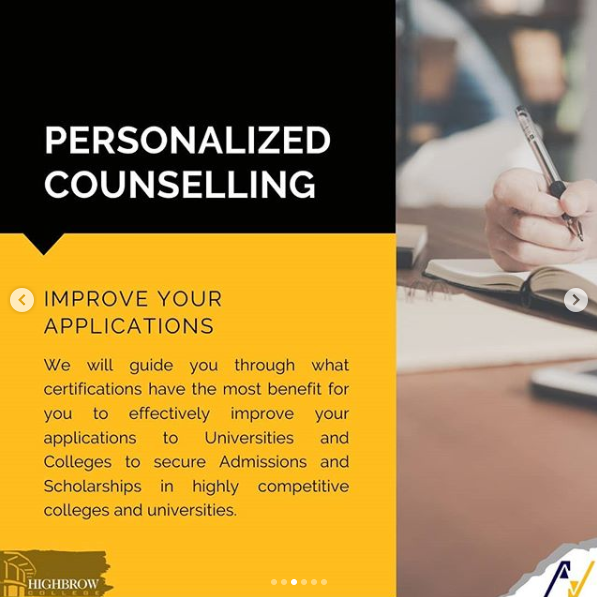 PERSONALIZED
COUNSELLING
IMPROVE YOUR
APPLICATIONS
We will guide you through what
certifications have the most benefit for
you to effectively improve your
applications to Universities and
Colleges to secure Admissions and
Scholarships in highly competitive
colleges and universities.
HIGHBROW
COLLEGE